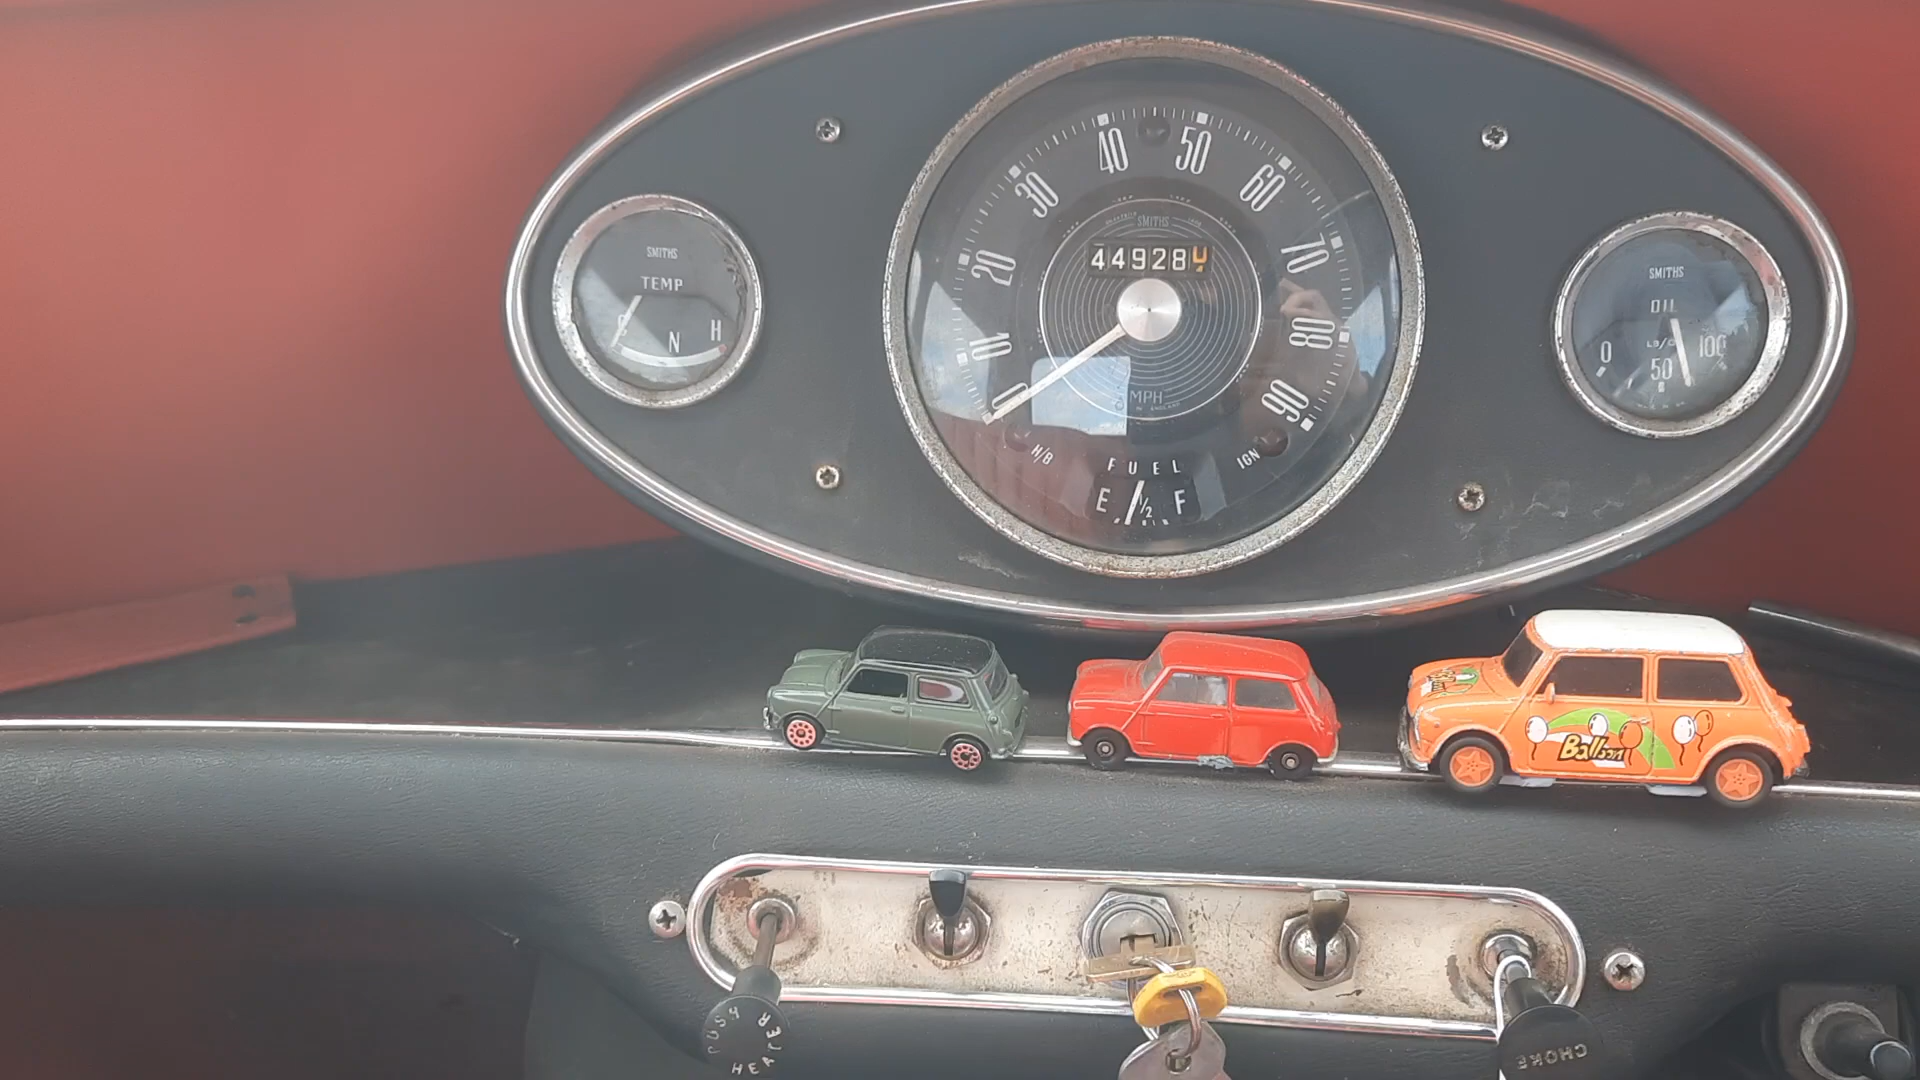 SMITHS
TEMP
C N H
0 10 20 30 40 50 60 70 80 90
SMITHS
44928
MPH
H/B
IGN
FUEL
E 1/2 F
SMITHS
OIL
0 50 100
Balloon
PUSH
HEATER
CHOKE